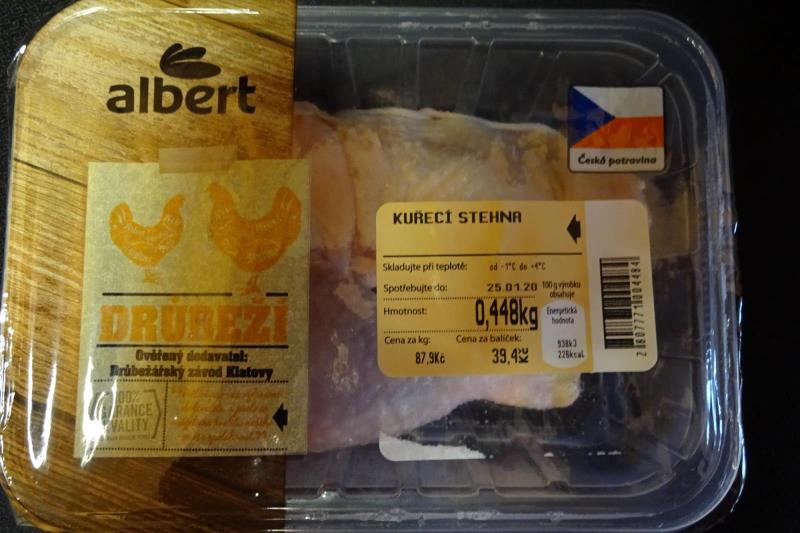 albert
Česká potravina
KUŘECÍ STEHNA
Skladujte při teplotě: od -1°C do +4°C
Spotřebujte do: 25.01.20
Hmotnost: 0,448kg
Cena za kg: Cena za balíček:
87,9Kč 39,4Kč
100 g výrobku
obsahuje
Energetická
hodnota
938kJ
226kcal
DRŮBEŽÍ
Ověřený dodavatel:
Drůbežářský závod Klatovy
100%